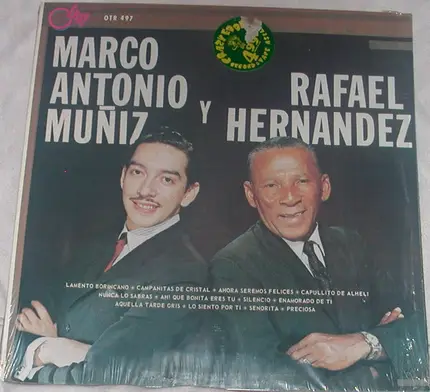 OTR 497
MARCO
ANTONIO
MUÑIZ
Y
RAFAEL
HERNANDEZ
LAMENTO BORINCANO • CAMPANITAS DE CRISTAL • AHORA SEREMOS FELICES • CAPULLITO DE ALHELI
NUNCA LO SABRAS • AH! QUE BONITA ERES TU • SILENCIO • ENAMORADO DE TI
AQUELLA TARDE GRIS • LO SIENTO POR TI • SEÑORITA • PRECIOSA